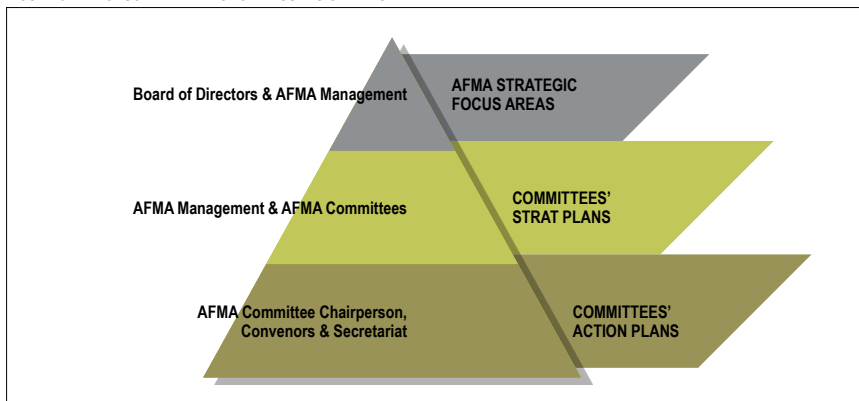 Board of Directors & AFMA Management
AFMA STRATEGIC
FOCUS AREAS
AFMA Management & AFMA Committees
COMMITTEES'
STRAT PLANS
AFMA Committee Chairperson,
Convenors & Secretariat
COMMITTEES'
ACTION PLANS